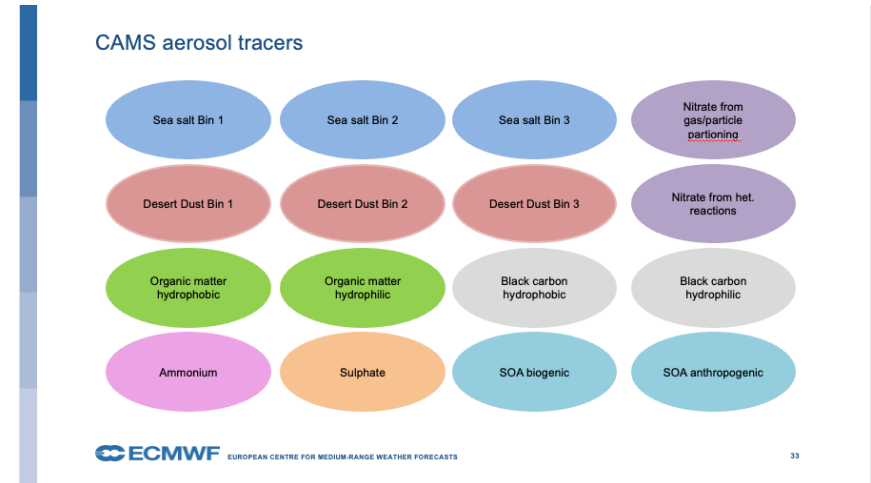 CAMS aerosol tracers
Sea salt Bin 1
Sea salt Bin 2
Sea salt Bin 3
Nitrate from
gas/particle
partioning
Desert Dust Bin 1
Desert Dust Bin 2
Desert Dust Bin 3
Nitrate from het.
reactions
Organic matter
hydrophobic
Organic matter
hydrophilic
Black carbon
hydrophobic
Black carbon
hydrophilic
Ammonium
Sulphate
SOA biogenic
SOA anthropogenic
ECMWF EUROPEAN CENTRE FOR MEDIUM-RANGE WEATHER FORECASTS
33